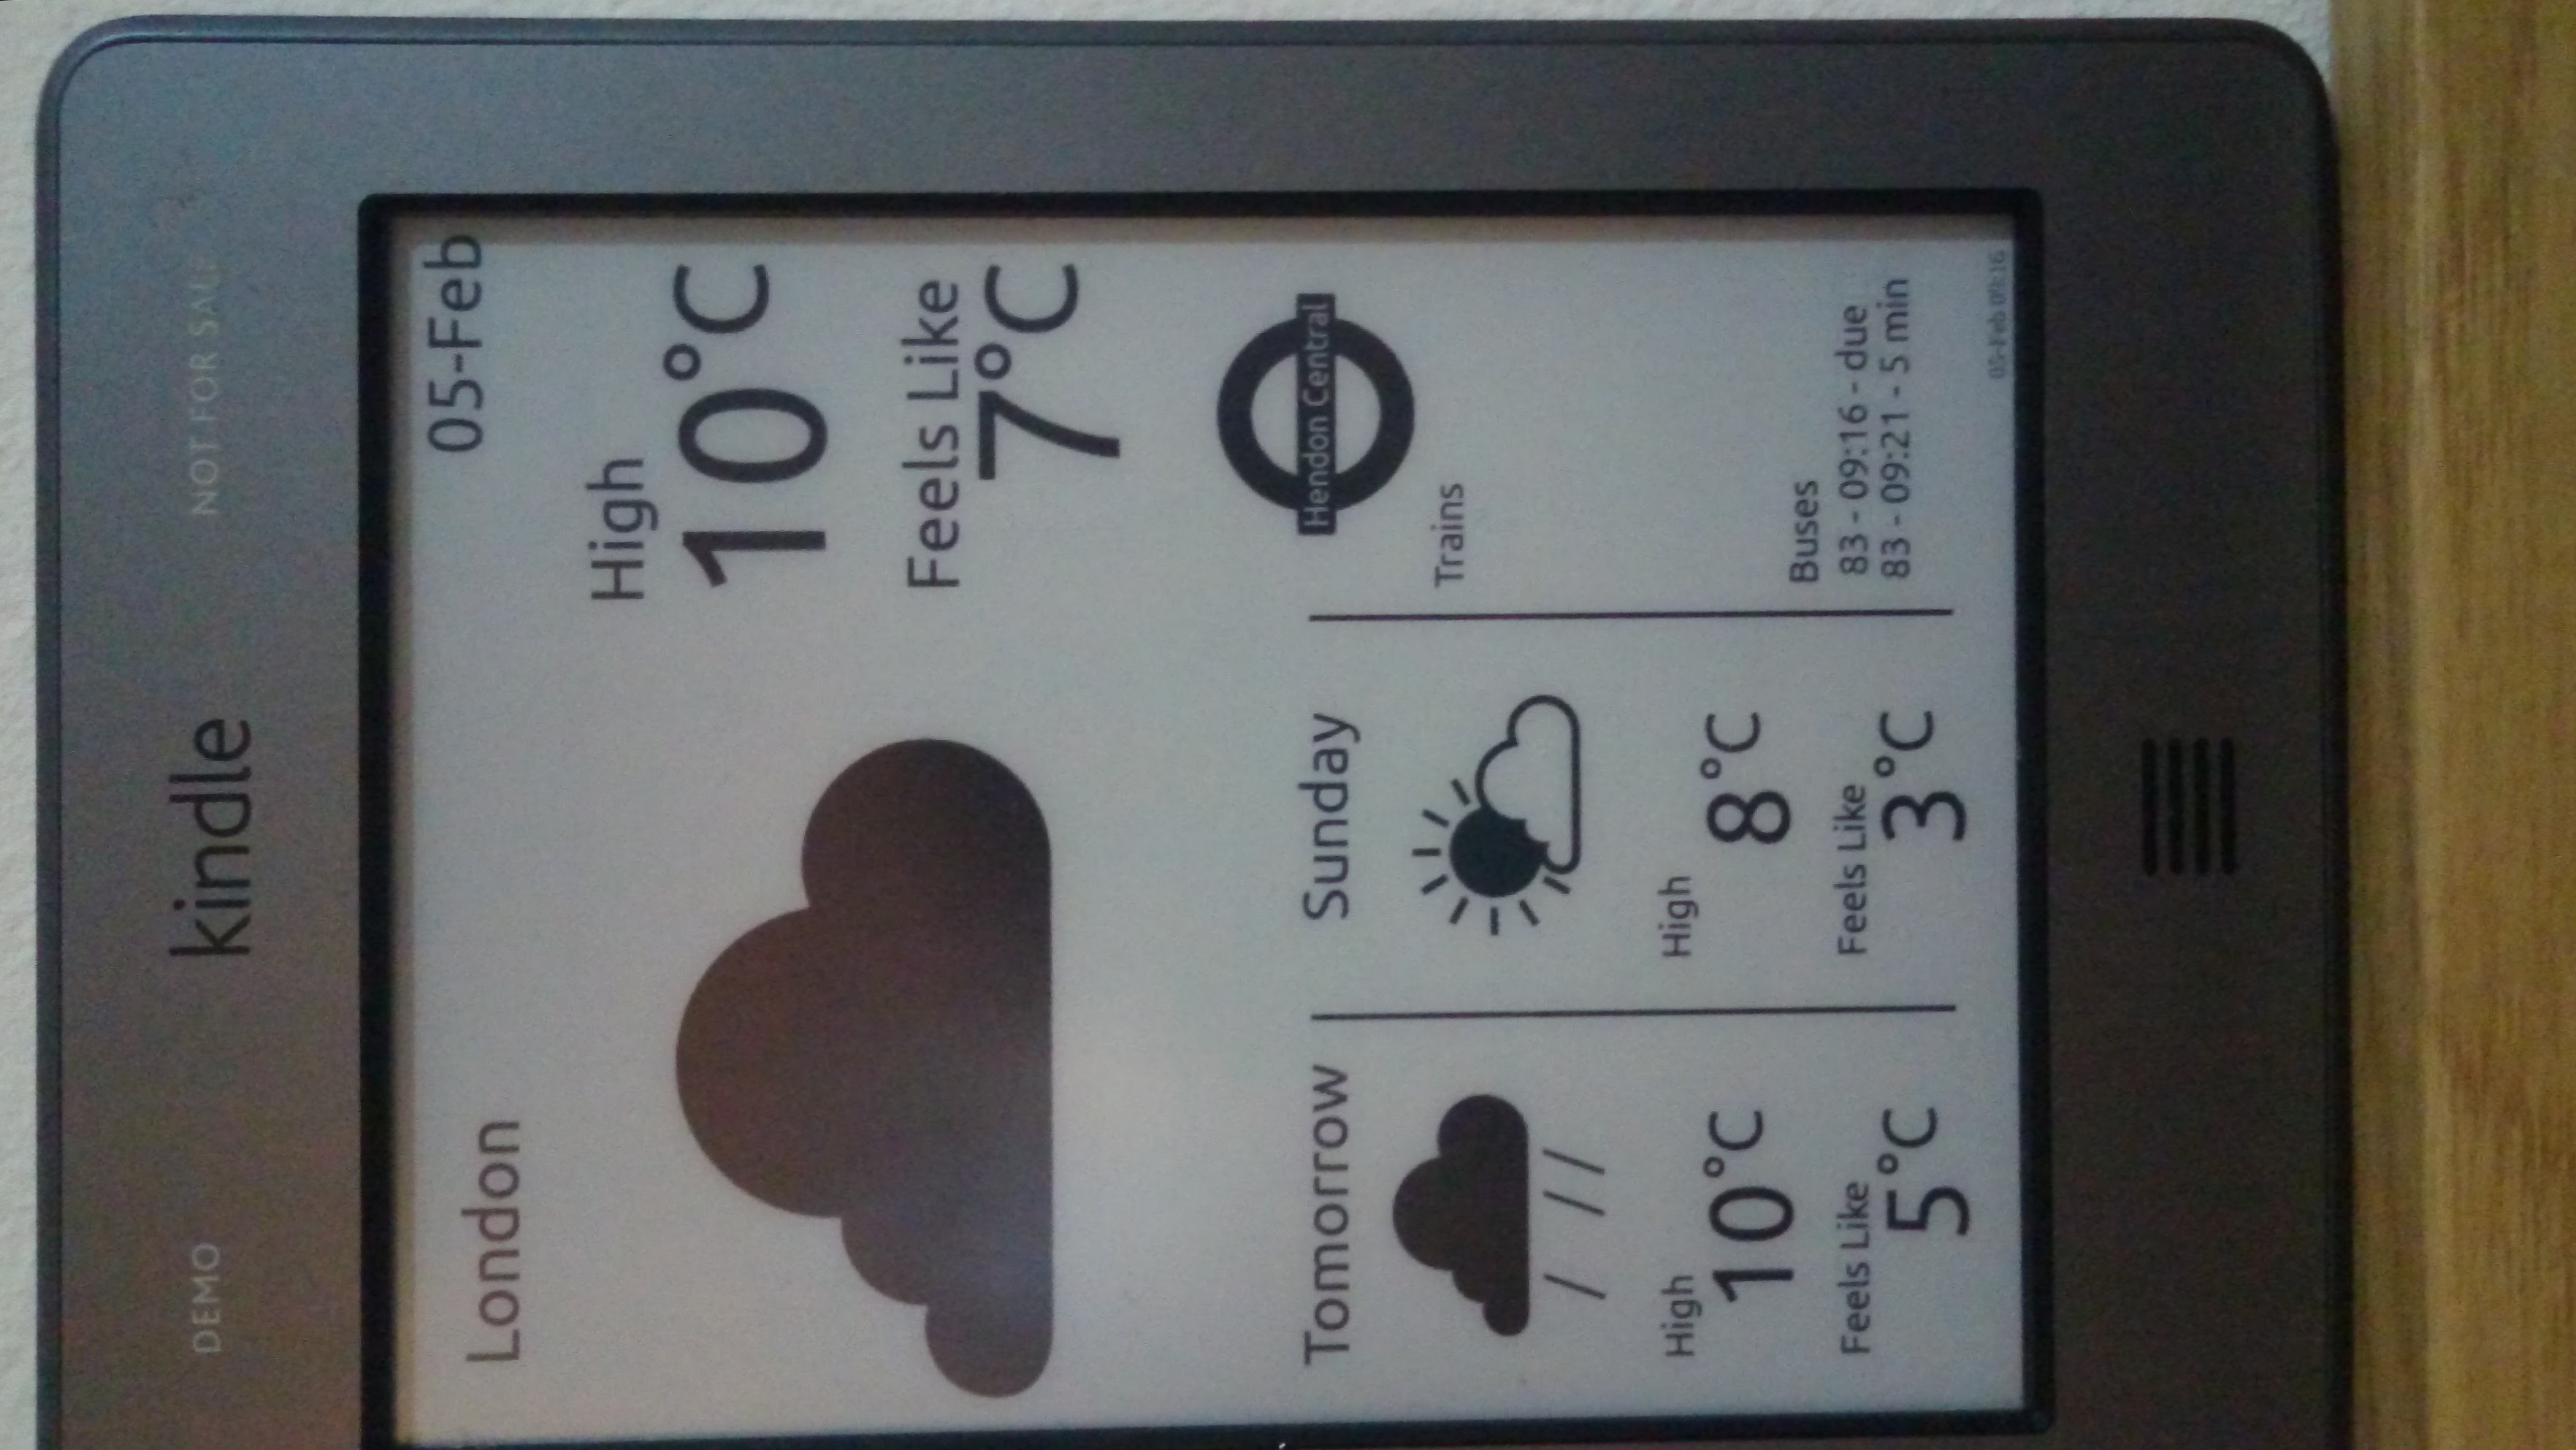 DEMO
NOT FOR SALE
kindle
London
05-Feb
High
10°C
Feels Like
7°C
Tomorrow
High
10°C
Feels Like
5°C
Sunday
High
8°C
Feels Like
3°C
Hendon Central
Trains
Buses
83 - 09:16 - due
83 - 09:21 - 5 min
05-Feb 09:16